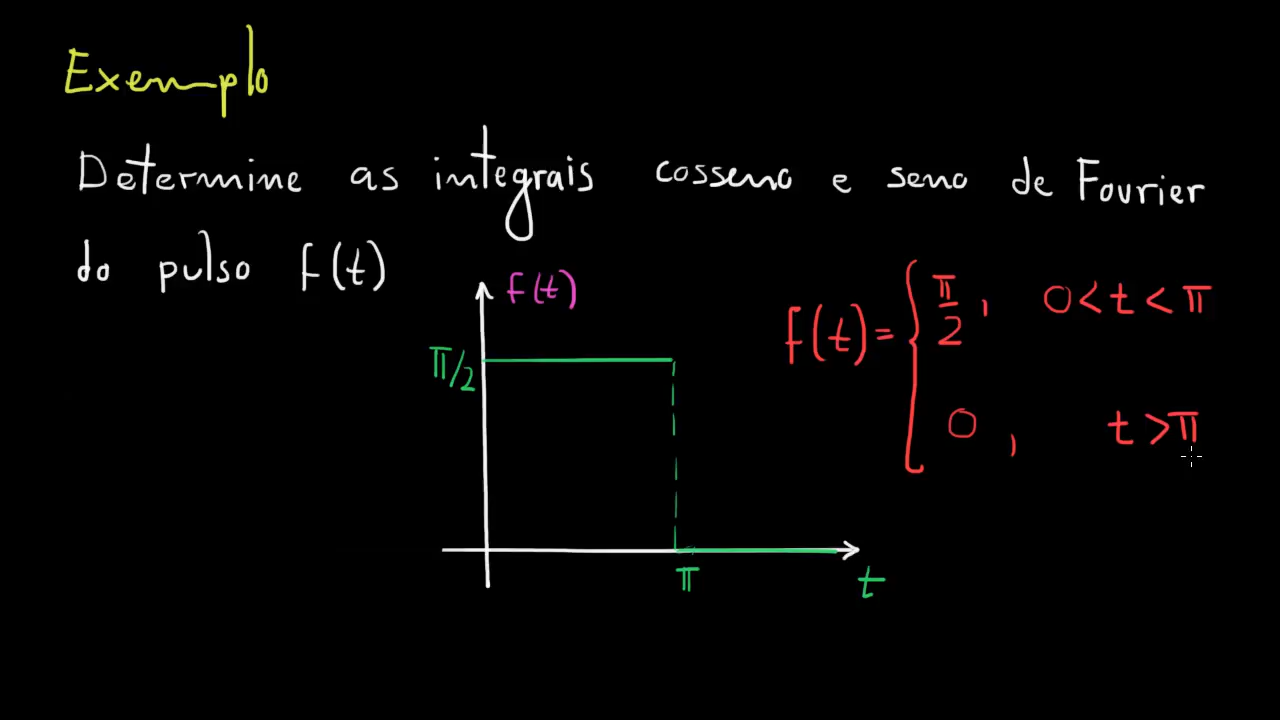 Exemplo
Determine as integrais cosseno e seno de Fourier
do pulso f(t)
f(t)
π/2
π
t
f(t) = { π/2 , 0 < t < π
0 , t > π